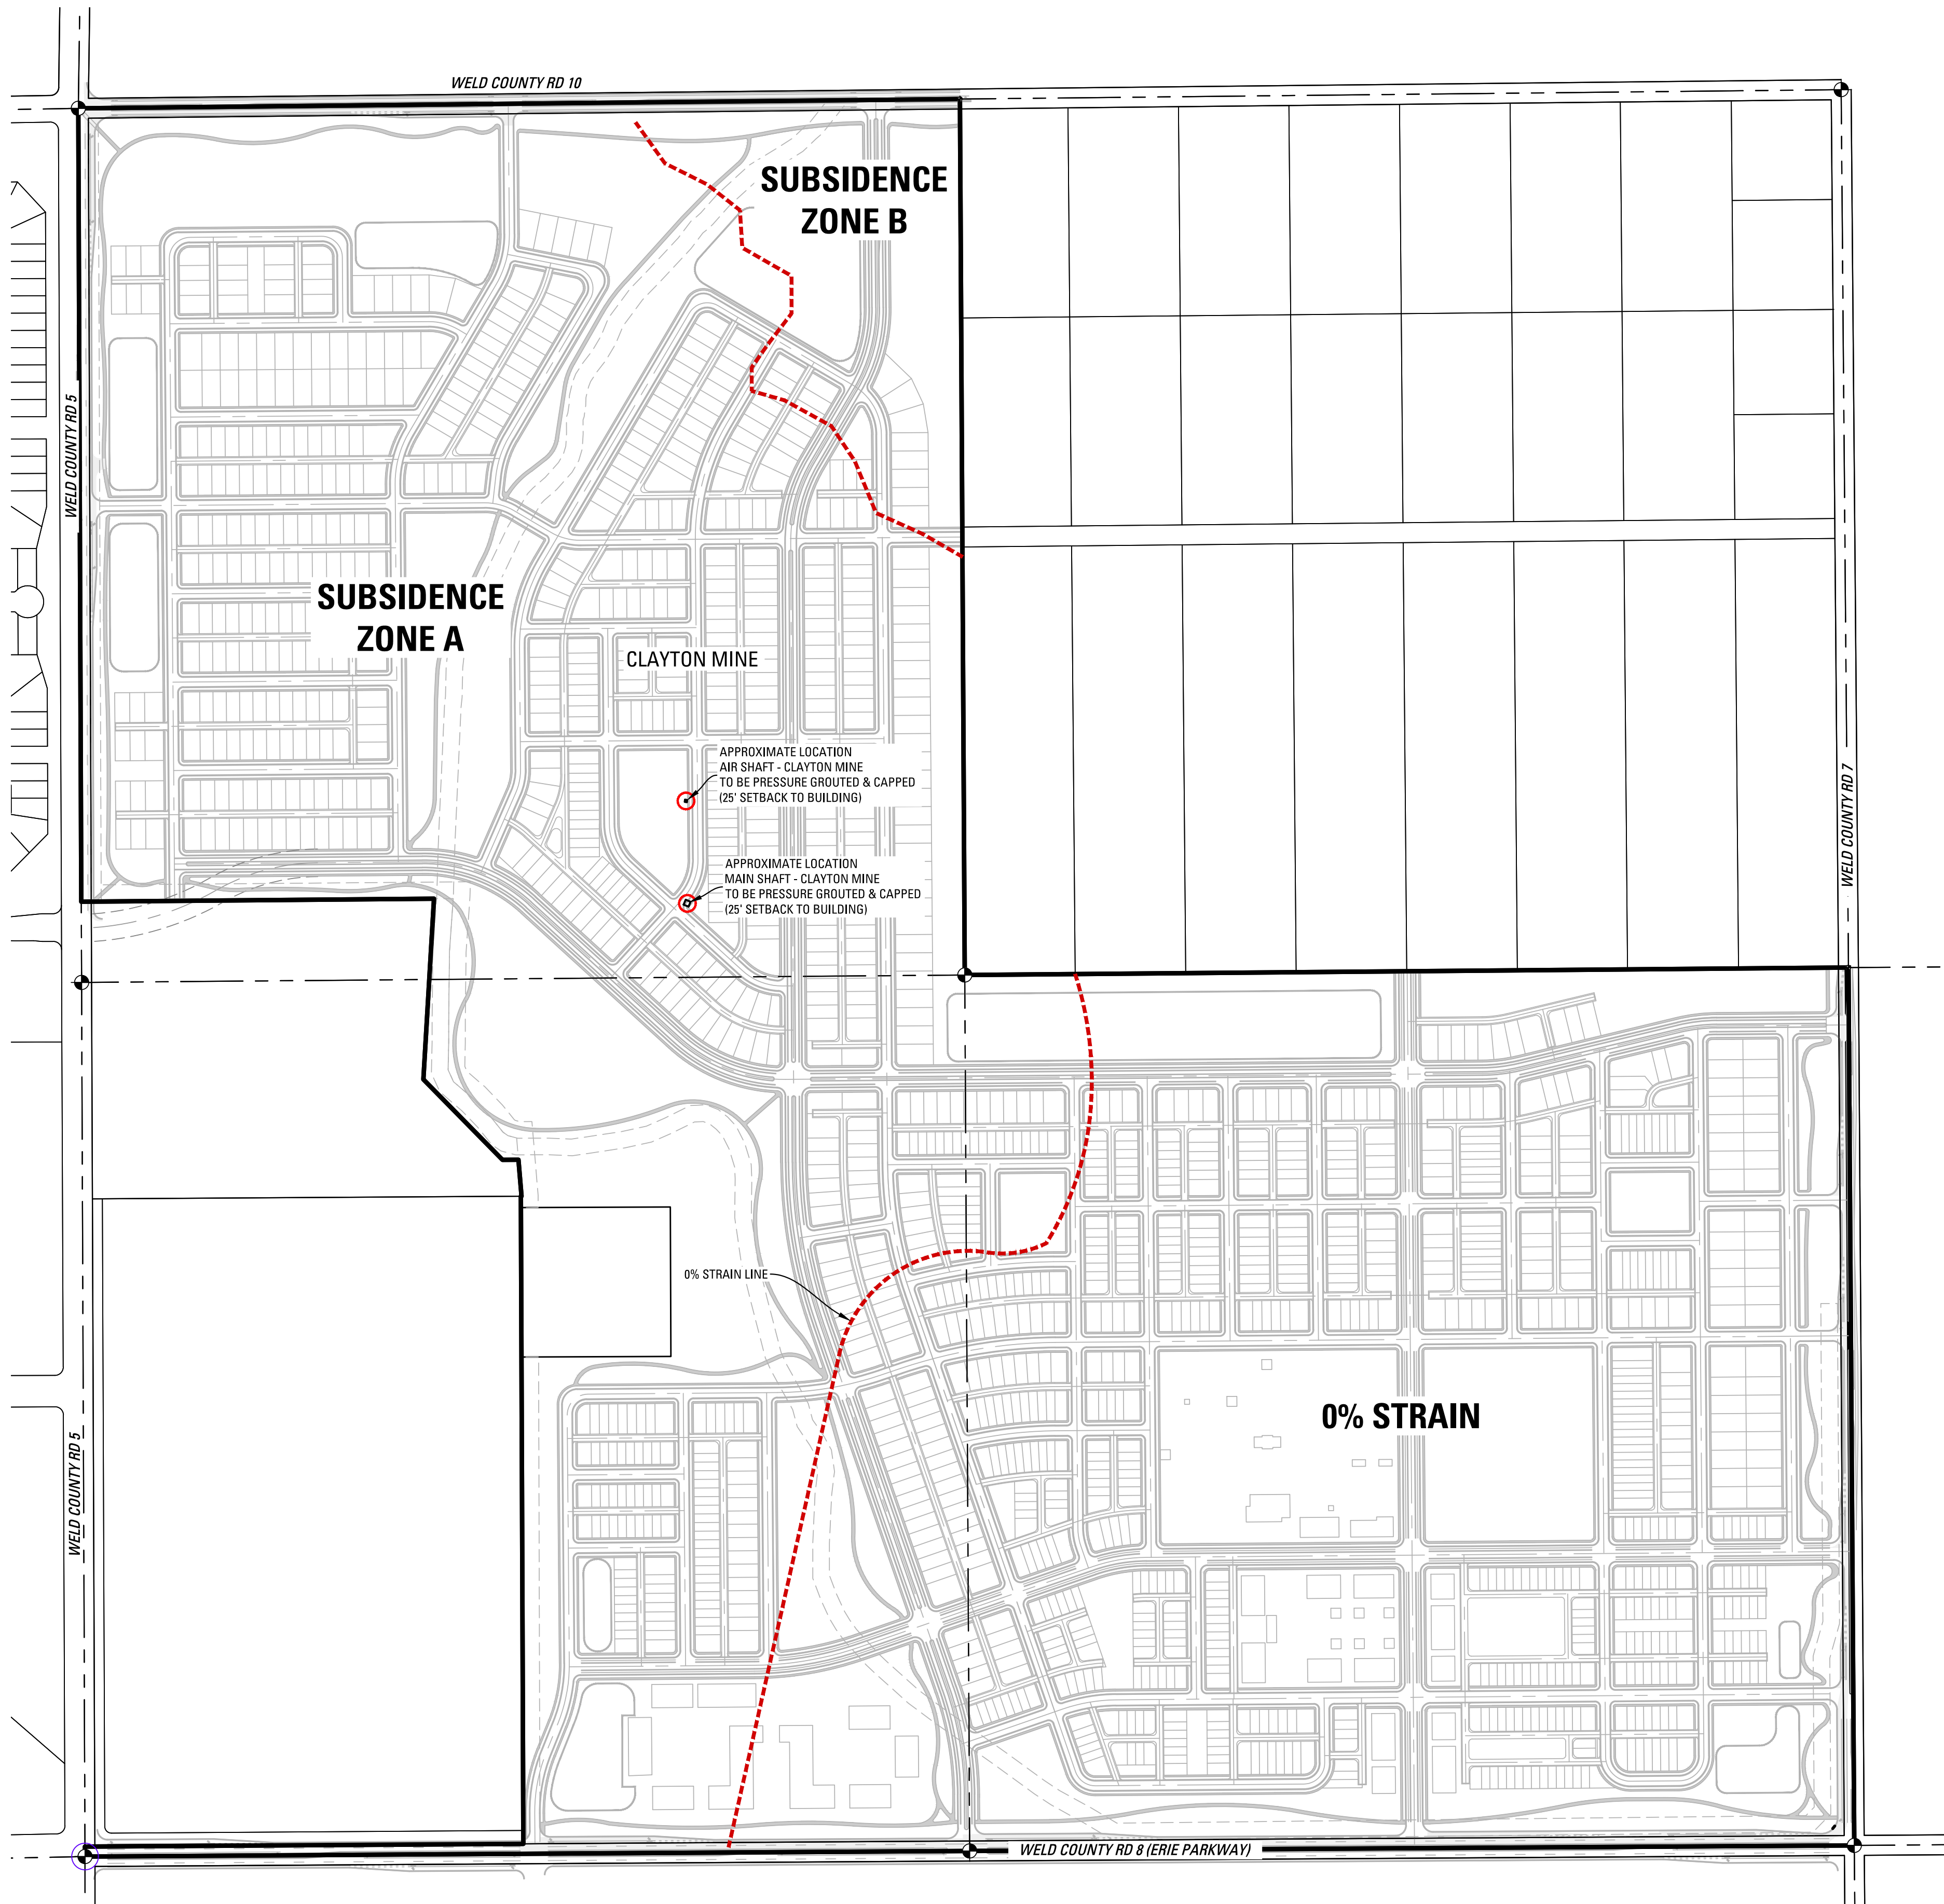 WELD COUNTY RD 10
SUBSIDENCE
ZONE B
WELD COUNTY RD 5
SUBSIDENCE
ZONE A
CLAYTON MINE
APPROXIMATE LOCATION
AIR SHAFT - CLAYTON MINE
TO BE PRESSURE GROUTED & CAPPED
(25' SETBACK TO BUILDING)
WELD COUNTY RD 7
APPROXIMATE LOCATION
MAIN SHAFT - CLAYTON MINE
TO BE PRESSURE GROUTED & CAPPED
(25' SETBACK TO BUILDING)
0% STRAIN LINE
0% STRAIN
WELD COUNTY RD 5
WELD COUNTY RD 8 (ERIE PARKWAY)